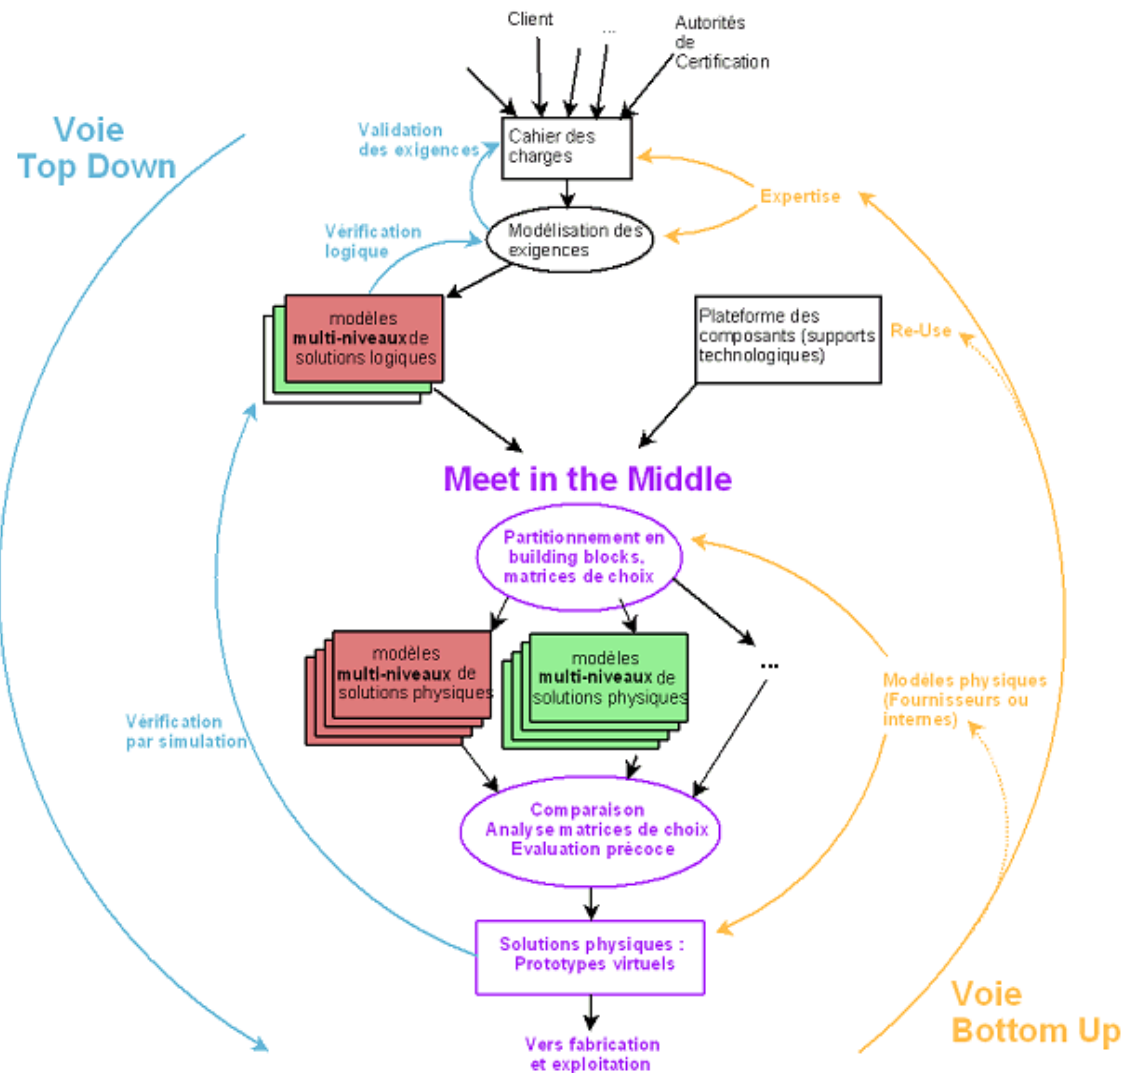 Client
...
Autorités
de
Certification
Voie
Top Down
Validation
des exigences
Cahier des
charges
Expertise
Vérification
logique
Modélisation des
exigences
modèles
multi-niveaux de
solutions logiques
Plateforme des
composants (supports
technologiques)
Re-Use
Meet in the Middle
Partitionnement en
building blocks,
matrices de choix
modèles
multi-niveaux de
solutions physiques
modèles
multi-niveaux de
solutions physiques
...
Modéles physiques
(Fournisseurs ou
internes)
Vérification
par simulation
Comparaison
Analyse matrices de choix
Evaluation précoce
Solutions physiques :
Prototypes virtuels
Voie
Bottom Up
Vers fabrication
et exploitation